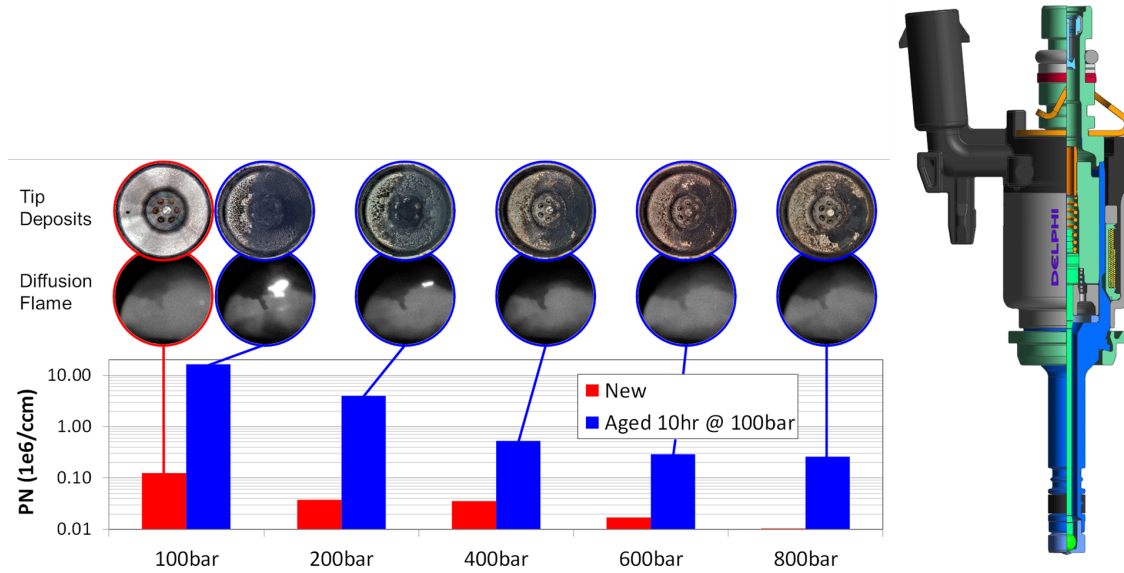 Tip
Deposits
Diffusion
Flame
PN (1e6/ccm)
10.00
1.00
0.10
0.01
New
Aged 10hr @ 100bar
100bar
200bar
400bar
600bar
800bar
DELPHI